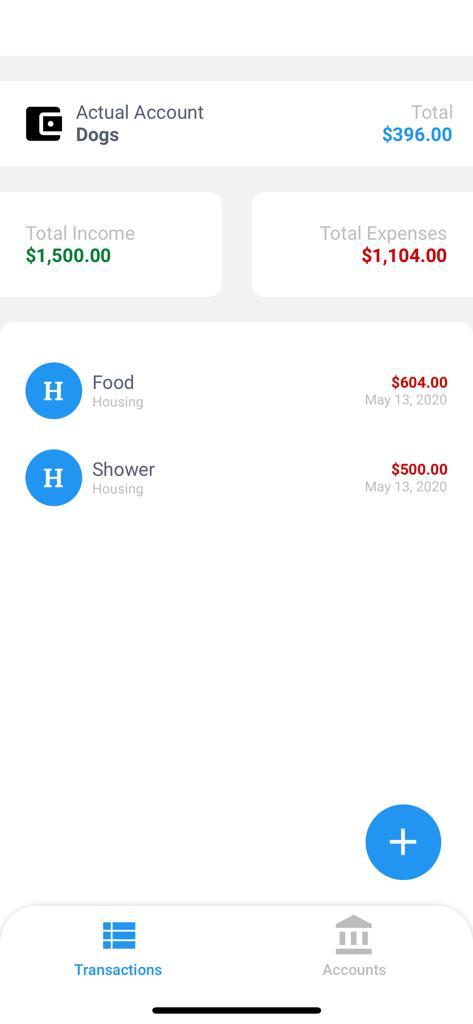 Actual Account
Total
Dogs
$396.00
Total Income
Total Expenses
$1,500.00
$1,104.00
H
Food
$604.00
Housing
May 13, 2020
H
Shower
$500.00
Housing
May 13, 2020
Transactions
Accounts